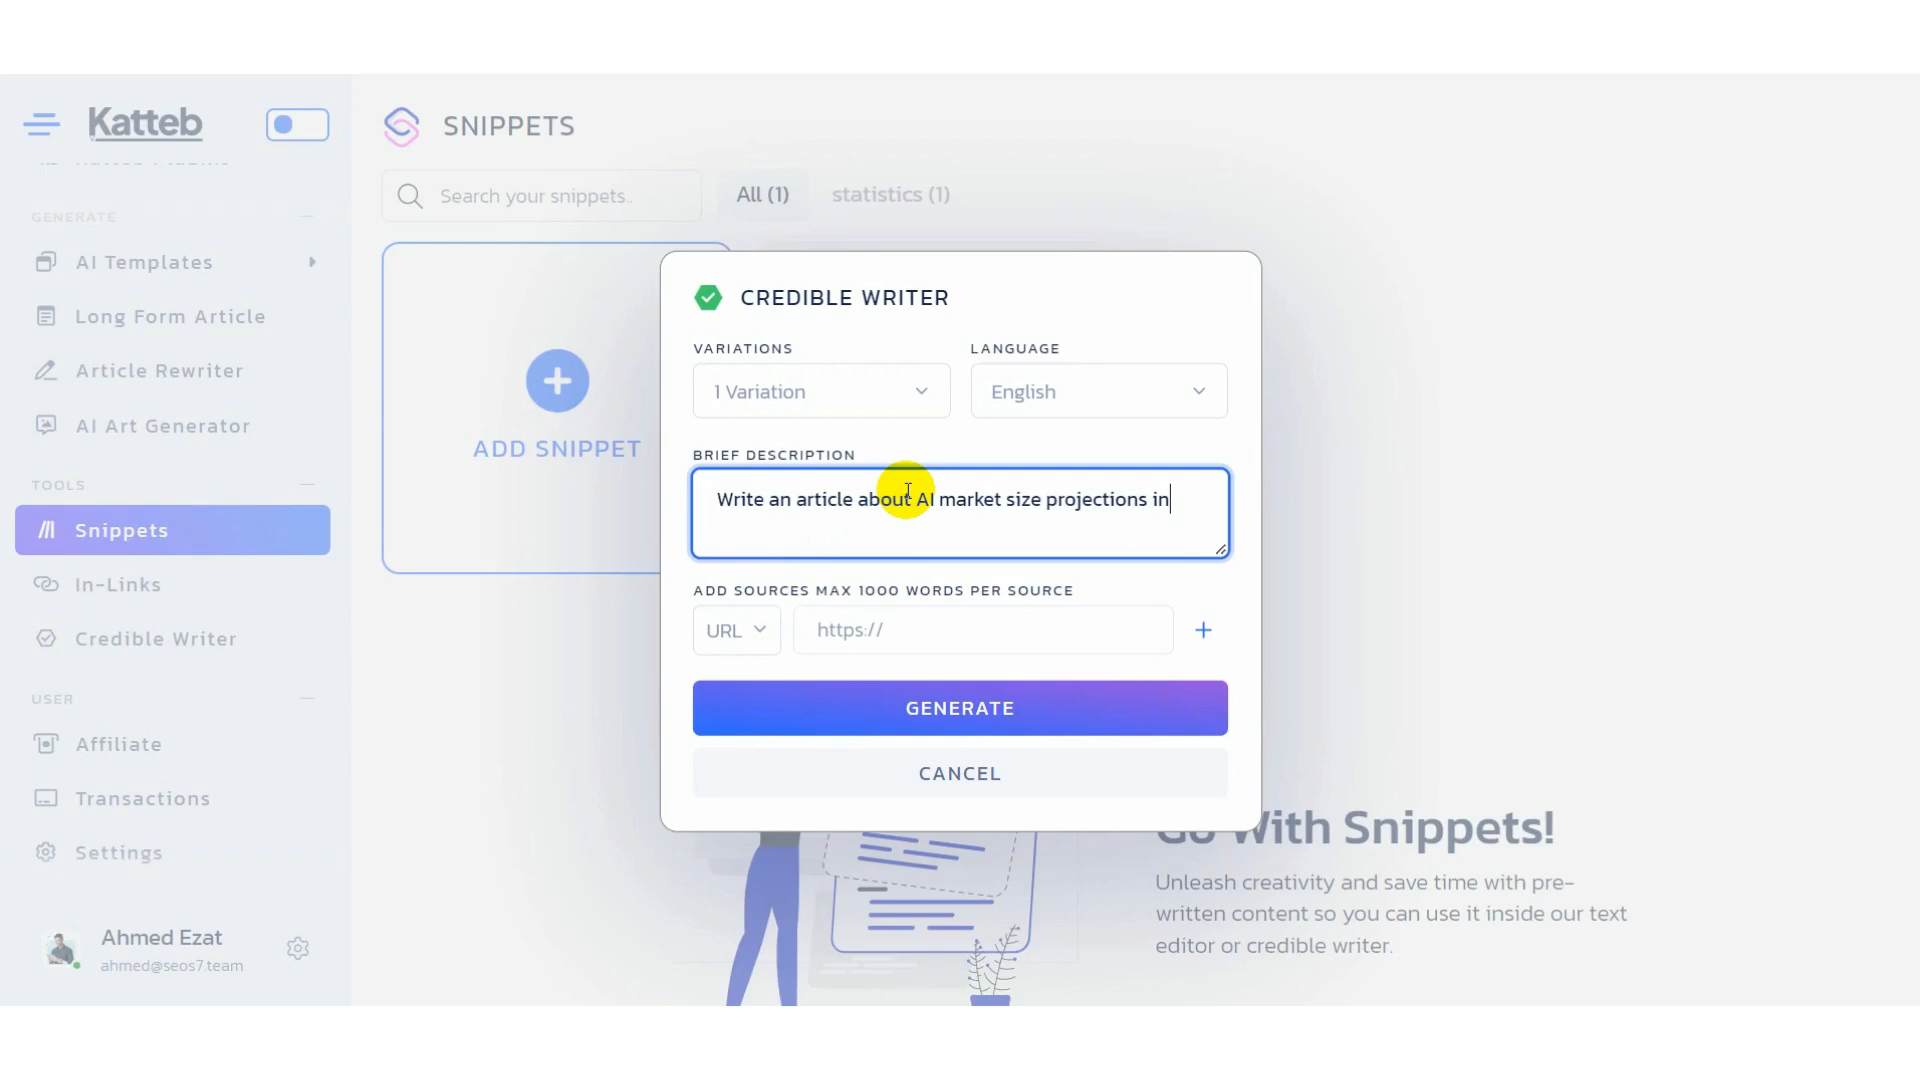 Katteb
SNIPPETS
Search your snippets..
All (1)
statistics (1)
GENERATE
AI Templates
Long Form Article
Article Rewriter
AI Art Generator
TOOLS
Snippets
In-Links
Credible Writer
USER
Affiliate
Transactions
Settings
Ahmed Ezat
ahmed@seos7.team
ADD SNIPPET
CREDIBLE WRITER
VARIATIONS
LANGUAGE
1 Variation
English
BRIEF DESCRIPTION
Write an article about AI market size projections in
ADD SOURCES MAX 1000 WORDS PER SOURCE
URL
https://
GENERATE
CANCEL
Go With Snippets!
Unleash creativity and save time with pre-
written content so you can use it inside our text
editor or credible writer.